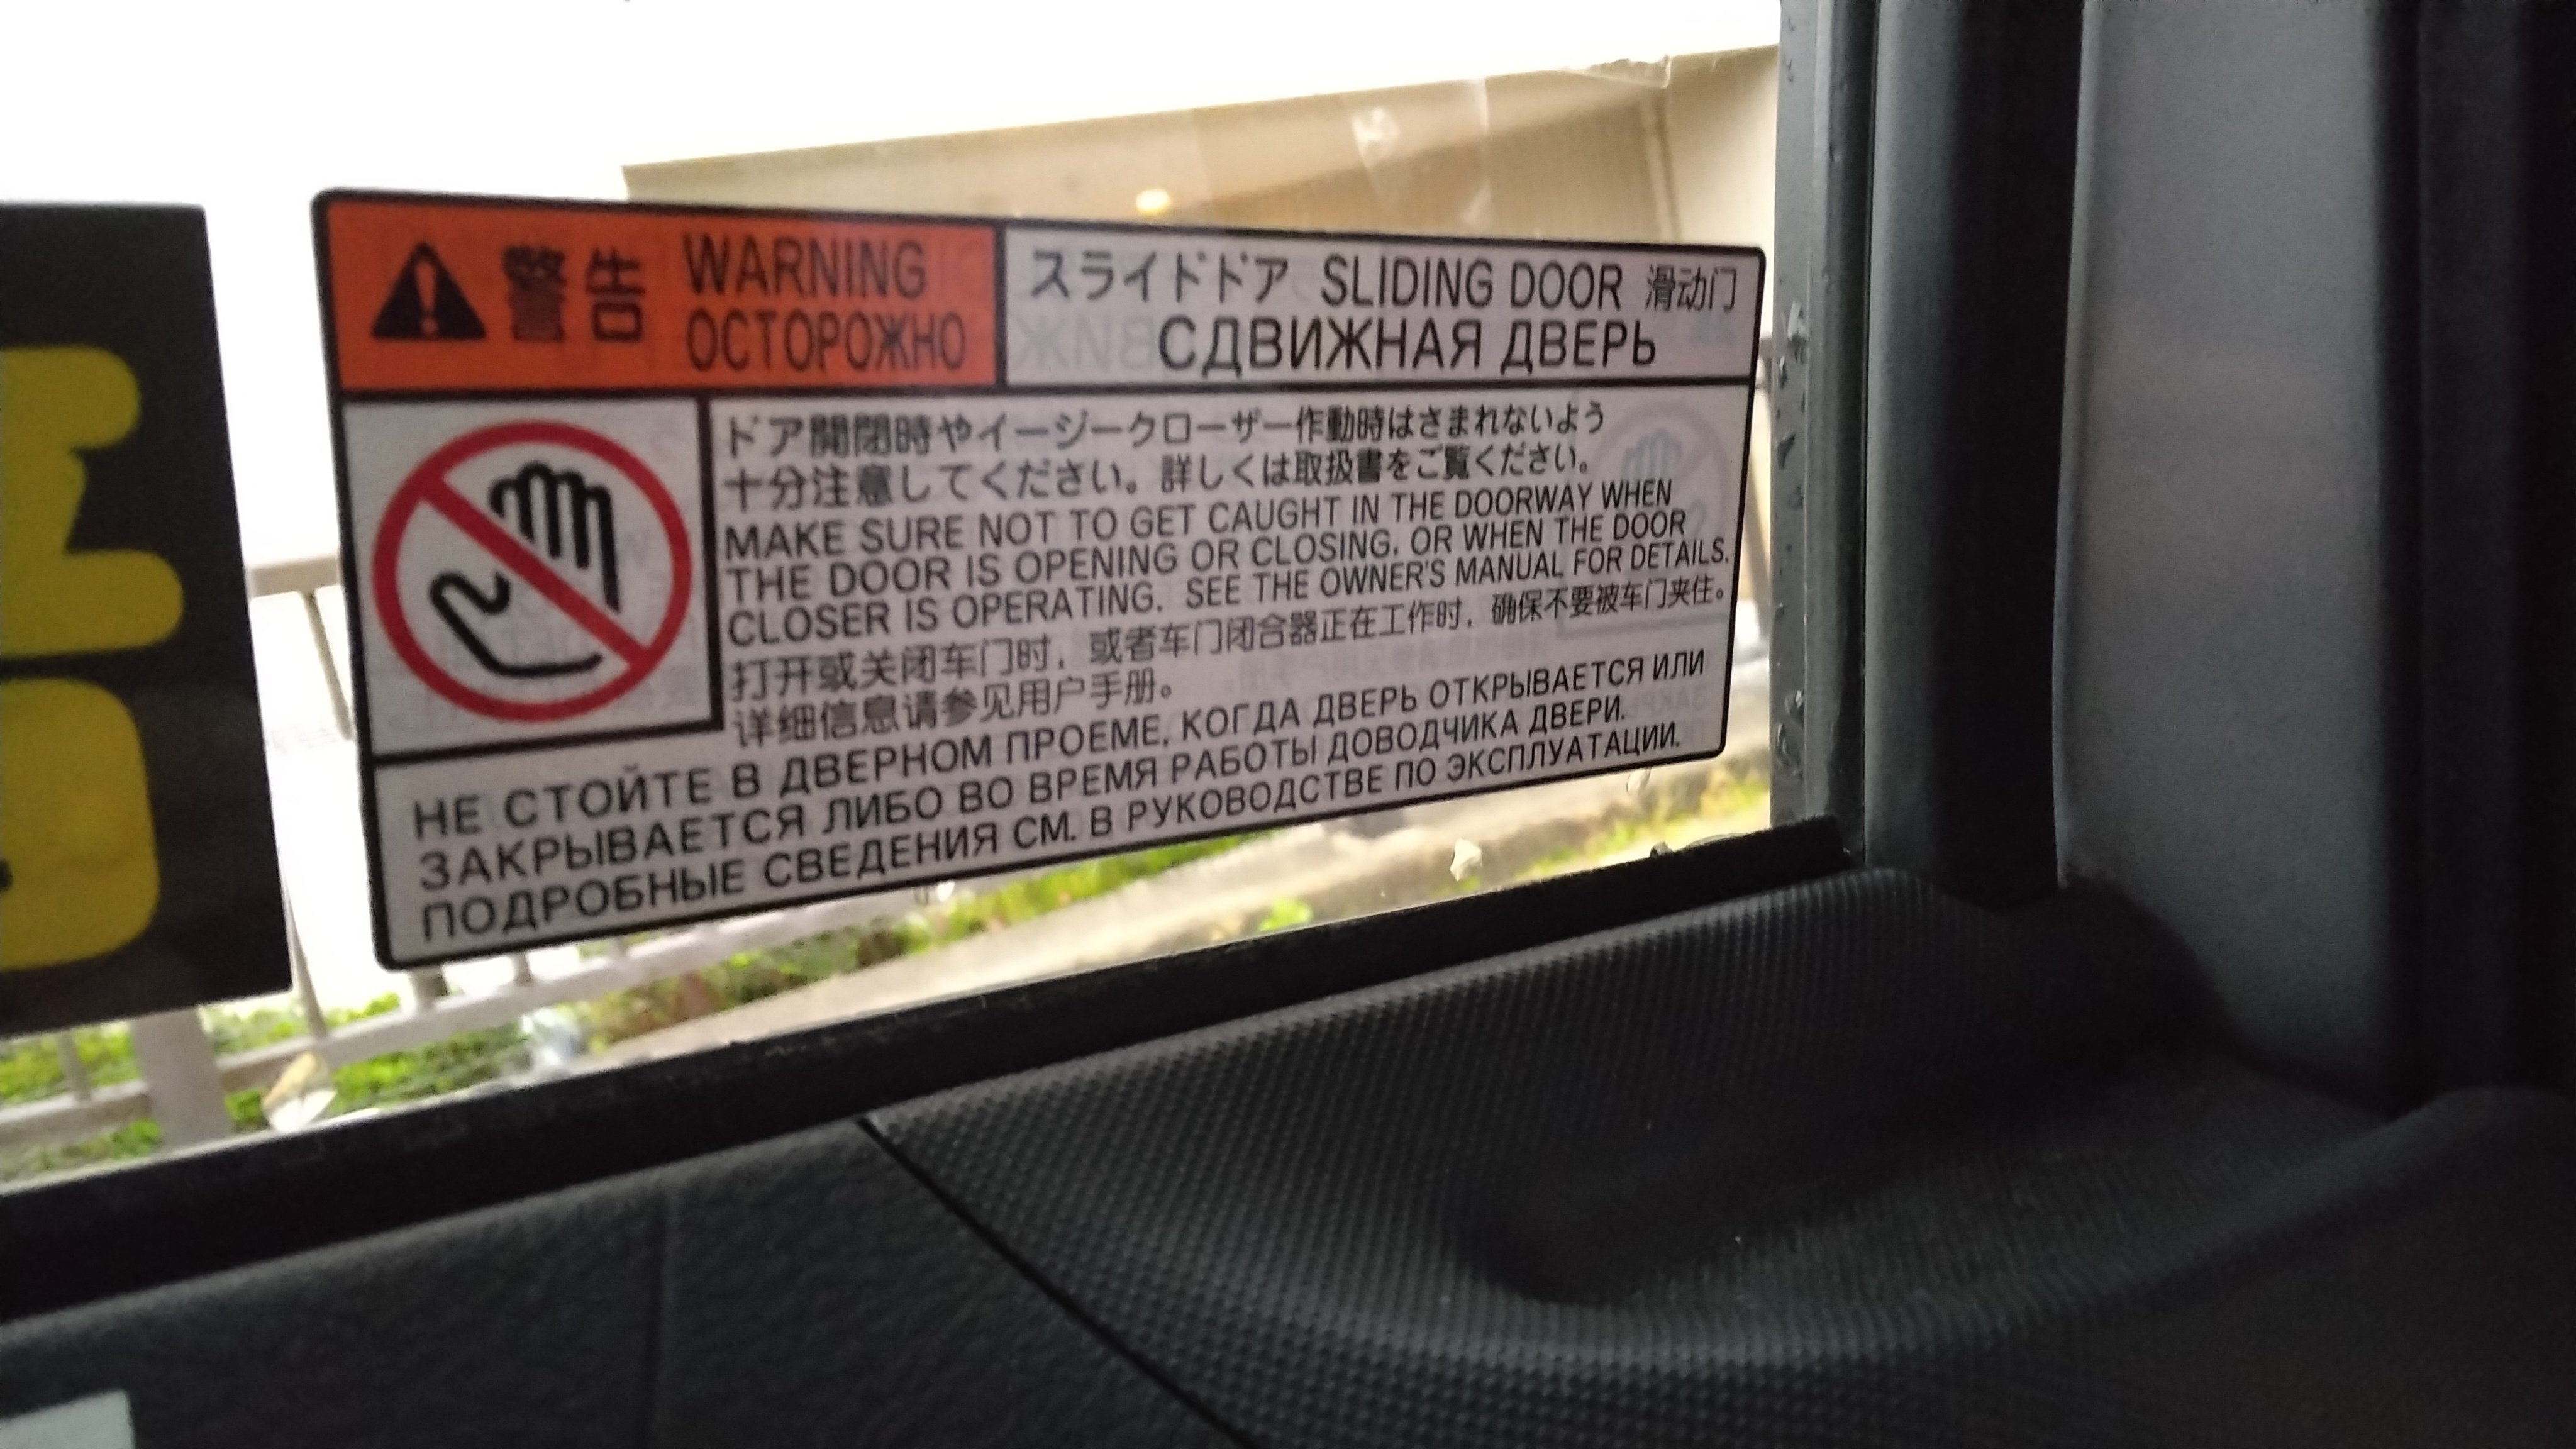 警告 WARNING
ОСТОРОЖНО
スライドドア SLIDING DOOR 滑动门
СДВИЖНАЯ ДВЕРЬ
ドア開閉時やイージークローザー作動時はさまれないよう
十分注意してください。詳しくは取扱書をご覧ください。
MAKE SURE NOT TO GET CAUGHT IN THE DOORWAY WHEN
THE DOOR IS OPENING OR CLOSING, OR WHEN THE DOOR
CLOSER IS OPERATING. SEE THE OWNER'S MANUAL FOR DETAILS.
打开或关闭车门时，或者车门闭合器正在工作时，确保不要被车门夹住。
详细信息请参见用户手册。
НЕ СТОЙТЕ В ДВЕРНОМ ПРОЕМЕ, КОГДА ДВЕРЬ ОТКРЫВАЕТСЯ ИЛИ
ЗАКРЫВАЕТСЯ ЛИБО ВО ВРЕМЯ РАБОТЫ ДОВОДЧИКА ДВЕРИ.
ПОДРОБНЫЕ СВЕДЕНИЯ СМ. В РУКОВОДСТВЕ ПО ЭКСПЛУАТАЦИИ.